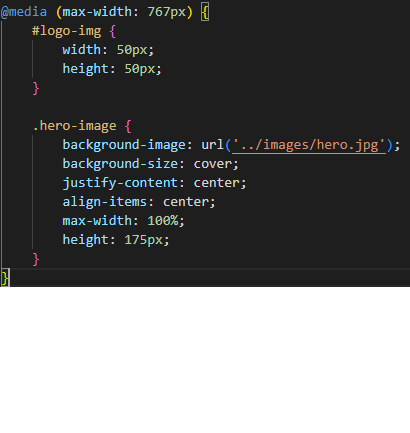 @media (max-width: 767px) {
    #logo-img {
        width: 50px;
        height: 50px;
    }

    .hero-image {
        background-image: url('../images/hero.jpg');
        background-size: cover;
        justify-content: center;
        align-items: center;
        max-width: 100%;
        height: 175px;
    }
}